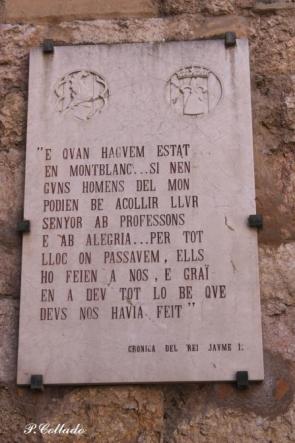 "E QVAN HAGVEM ESTAT
EN MONTBLANC...SI NEN
GVNS HOMENS DEL MON
PODIEN BE ACOLLIR LLVR
SENYOR AB PROFESSONS
E AB ALEGRIA...PER TOT
LLOC ON PASSAVEM, ELLS
HO FEIEN A NOS, E GRAÏ
EN A DEV TOT LO BE QVE
DEVS NOS HAVIA FEIT"
CRONICA DEL REI JAVME I.
P.Collado